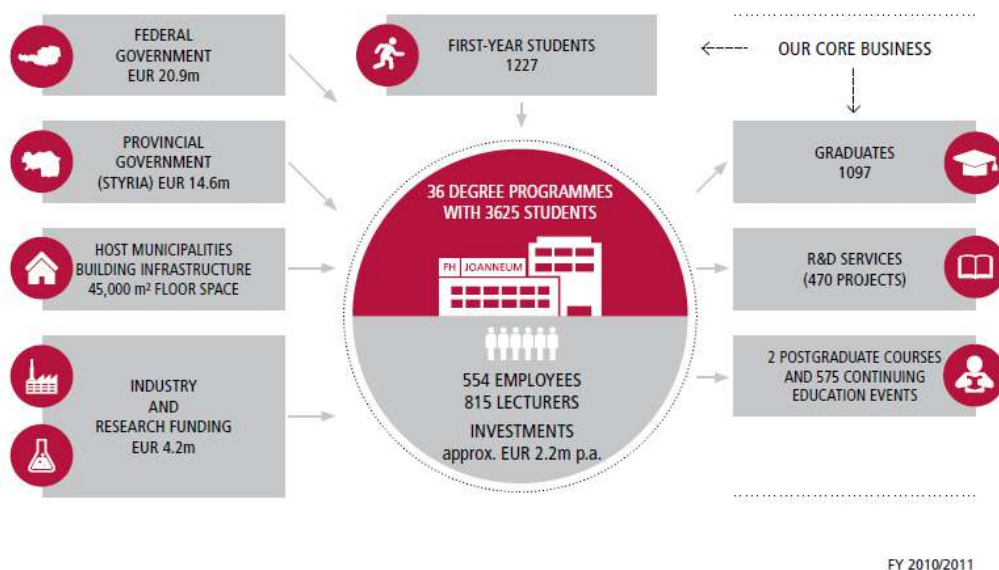 FEDERAL
GOVERNMENT
EUR 20.9m
PROVINCIAL
GOVERNMENT
(STYRIA) EUR 14.6m
HOST MUNICIPALITIES
BUILDING INFRASTRUCTURE
45,000 m² FLOOR SPACE
INDUSTRY
AND
RESEARCH FUNDING
EUR 4.2m
FIRST-YEAR STUDENTS
1227
36 DEGREE PROGRAMMES
WITH 3625 STUDENTS
FH JOANNEUM
554 EMPLOYEES
815 LECTURERS
INVESTMENTS
approx. EUR 2.2m p.a.
OUR CORE BUSINESS
GRADUATES
1097
R&D SERVICES
(470 PROJECTS)
2 POSTGRADUATE COURSES
AND 575 CONTINUING
EDUCATION EVENTS
FY 2010/2011